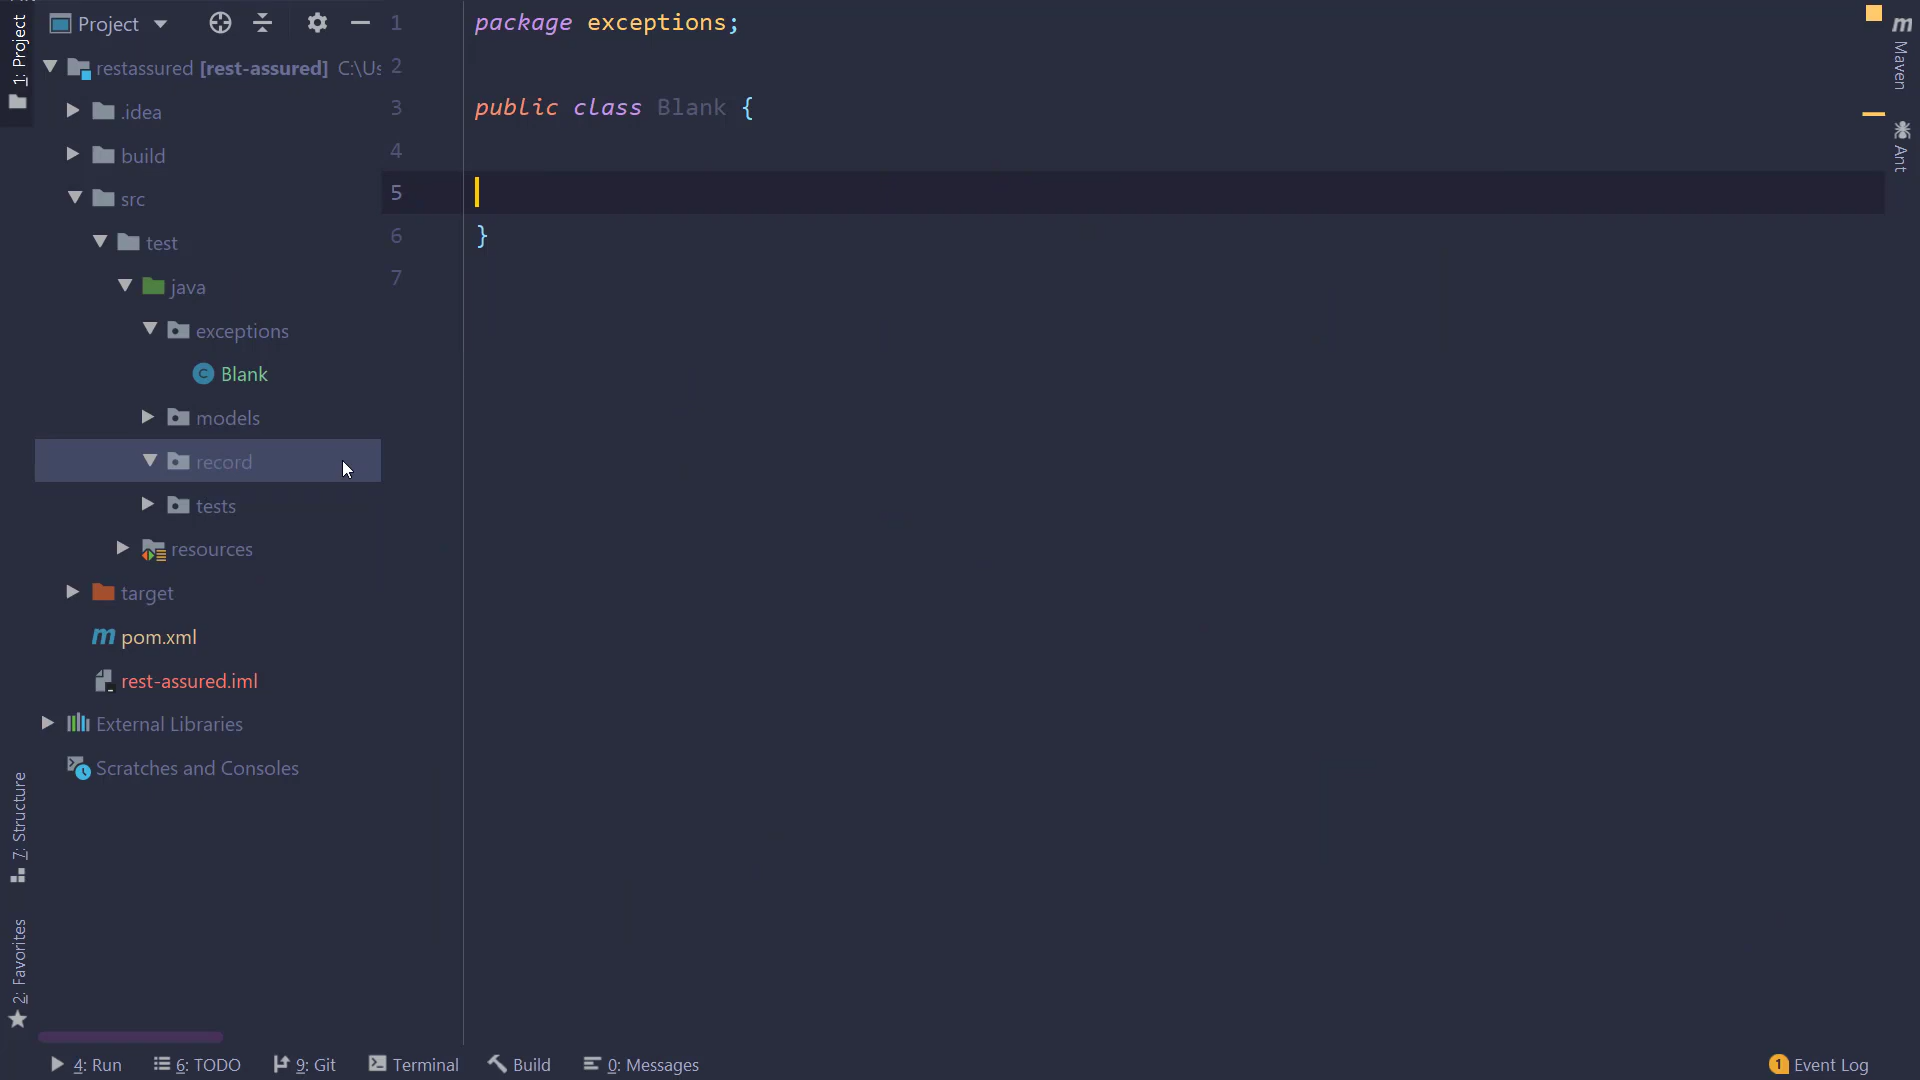 1: Project
Project
restassured [rest-assured] C:\Us
.idea
build
src
test
java
exceptions
Blank
models
record
tests
resources
target
pom.xml
rest-assured.iml
External Libraries
Scratches and Consoles
7: Structure
2: Favorites
1 package exceptions;
2
3 public class Blank {
4
5
6 }
7
m
Maven
Ant
4: Run
6: TODO
9: Git
Terminal
Build
0: Messages
1 Event Log